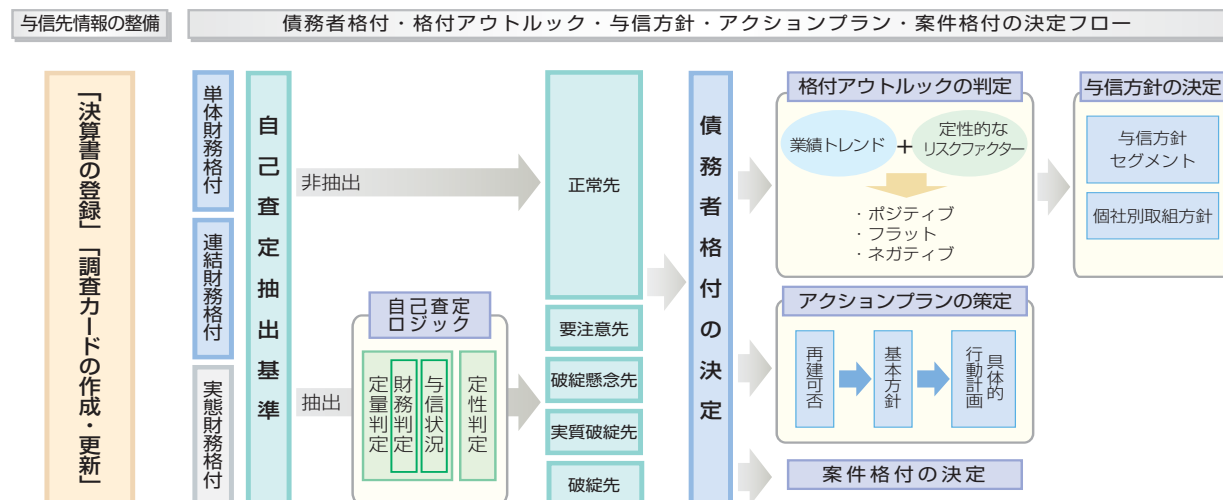 与信先情報の整備
債務者格付・格付アウトルック・与信方針・アクションプラン・案件格付の決定フロー
「決算書の登録」「調査カードの作成・更新」
単体財務格付
連結財務格付
実態財務格付
自己査定抽出基準
非抽出
抽出
自己査定
ロジック
定量判定
財務判定
与信状況
定性判定
正常先
要注意先
破綻懸念先
実質破綻先
破綻先
債務者格付の決定
格付アウトルックの判定
業績トレンド
+
定性的な
リスクファクター
・ポジティブ
・フラット
・ネガティブ
与信方針の決定
与信方針
セグメント
個社別取組方針
アクションプランの策定
再建可否
基本方針
具体的
行動計画
案件格付の決定